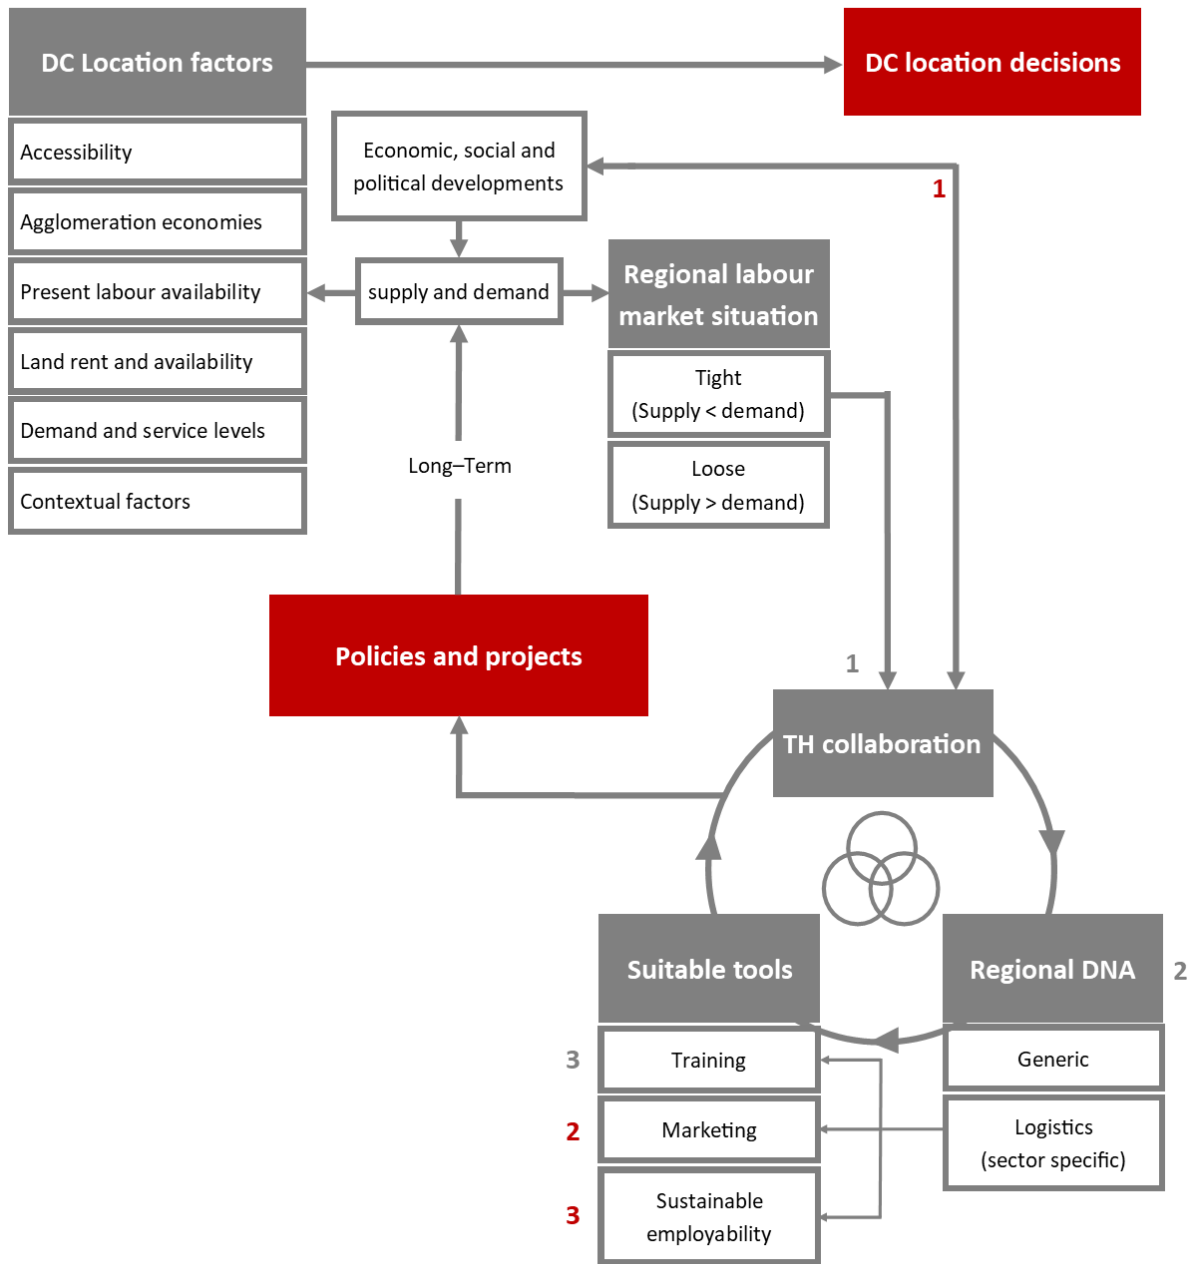 DC Location factors
DC location decisions
Accessibility
Agglomeration economies
Present labour availability
Land rent and availability
Demand and service levels
Contextual factors
Economic, social and
political developments
1
supply and demand
Regional labour
market situation
Tight
(Supply < demand)
Loose
(Supply > demand)
Long–Term
Policies and projects
1
TH collaboration
Suitable tools
Regional DNA
2
3
Training
2
Marketing
3
Sustainable
employability
Generic
Logistics
(sector specific)